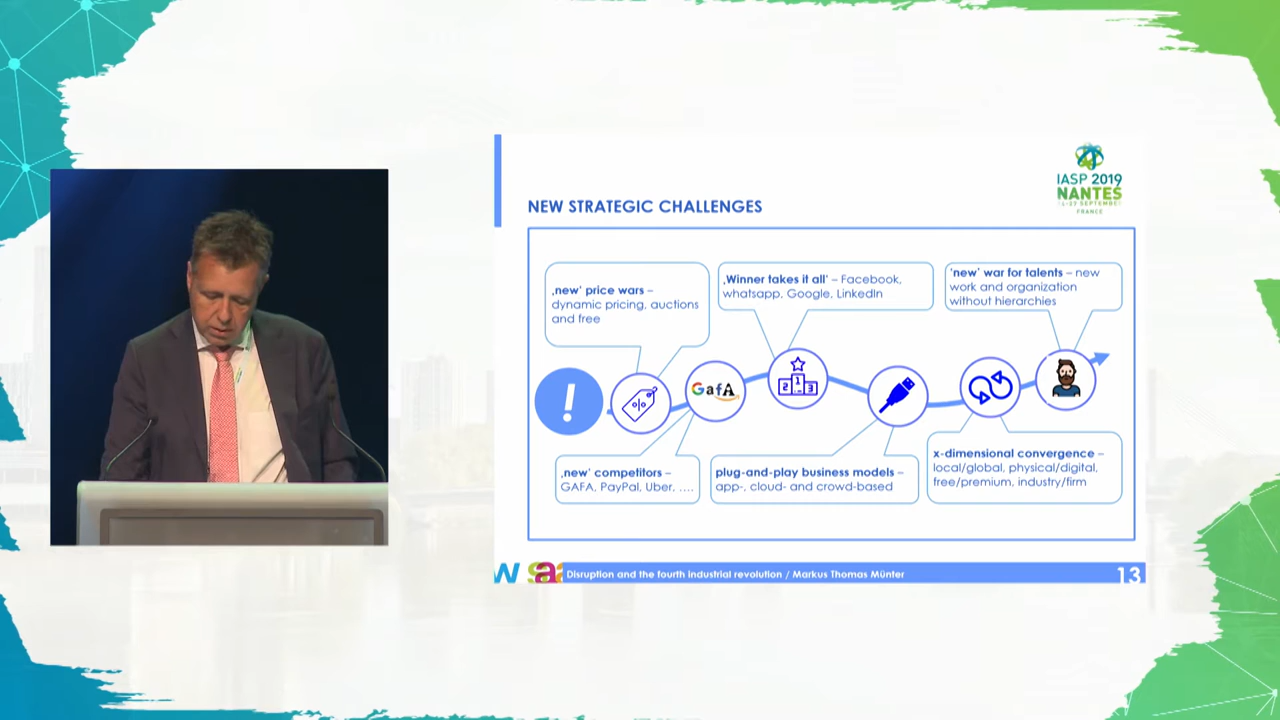 IASP 2019
NANTES
FRANCE
NEW STRATEGIC CHALLENGES
‚new' price wars –
dynamic pricing, auctions
and free
‚Winner takes it all' – Facebook,
whatsapp, Google, LinkedIn
'new' war for talents – new
work and organization
without hierarchies
!
%
GafA
2 1 3
‚new' competitors –
GAFA, PayPal, Uber, ....
plug-and-play business models –
app-, cloud- and crowd-based
x-dimensional convergence –
local/global, physical/digital,
free/premium, industry/firm
Disruption and the fourth industrial revolution / Markus Thomas Münter
13